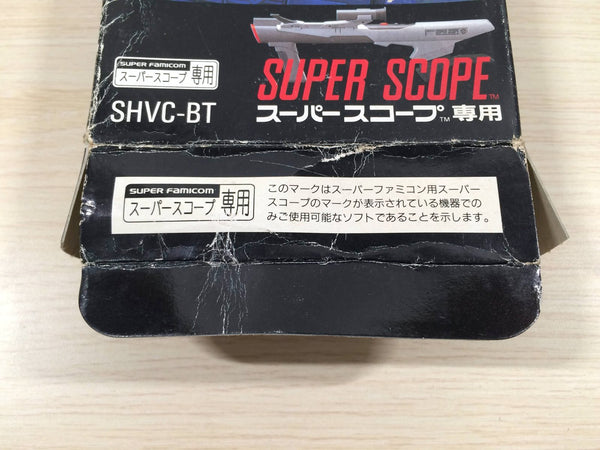 SUPER FAMICOM
スーパースコープ 専用
SHVC-BT
SUPER SCOPE™
スーパースコープ™専用
SUPER FAMICOM
スーパースコープ 専用
このマークはスーパーファミコン用スーパー
スコープのマークが表示されている機器での
みご使用可能なソフトであることを示します。